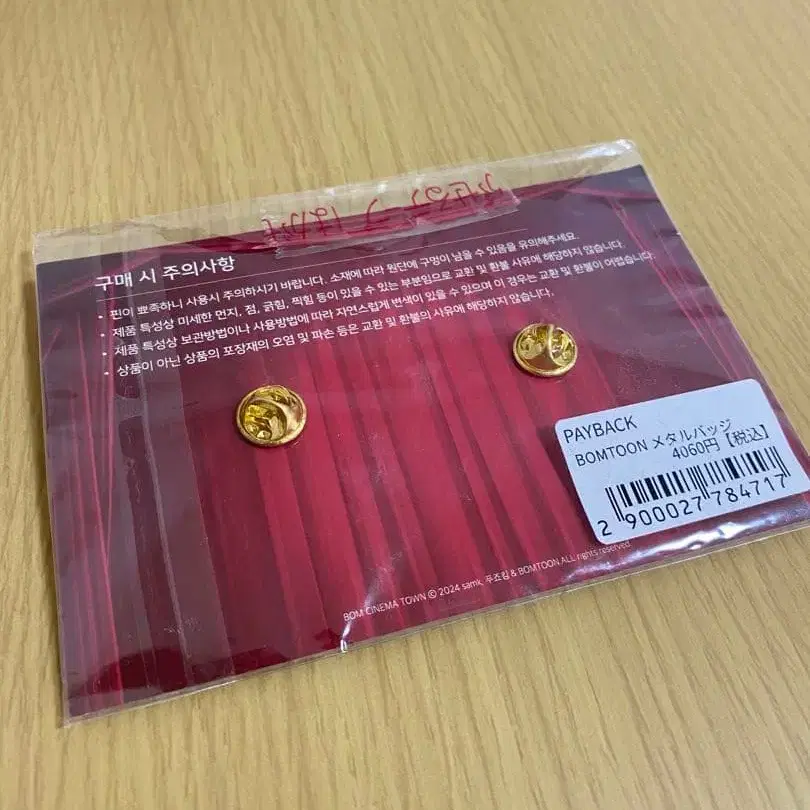 구매 시 주의사항
• 핀이 뾰족하니 사용시 주의하시기 바랍니다. 소재에 따라 원단에 구멍이 남을 수 있음을 유의해주세요.
• 제품 특성상 미세한 먼지, 점, 긁힘, 찍힘 등이 있을 수 있는 부분임으로 교환 및 환불 사유에 해당하지 않습니다.
• 제품 특성상 보관방법이나 사용방법에 따라 자연스럽게 변색이 있을 수 있으며 이 경우는 교환 및 환불이 어렵습니다.
• 상품이 아닌 상품의 포장재의 오염 및 파손 등은 교환 및 환불의 사유에 해당하지 않습니다.
PAYBACK
BOMTOON メタルバッジ
4060円【税込】
2 900027 784717
BOM CINEMA TOWN © 2024 samk, 푸조킴 & BOMTOON,ALL rights reserved.